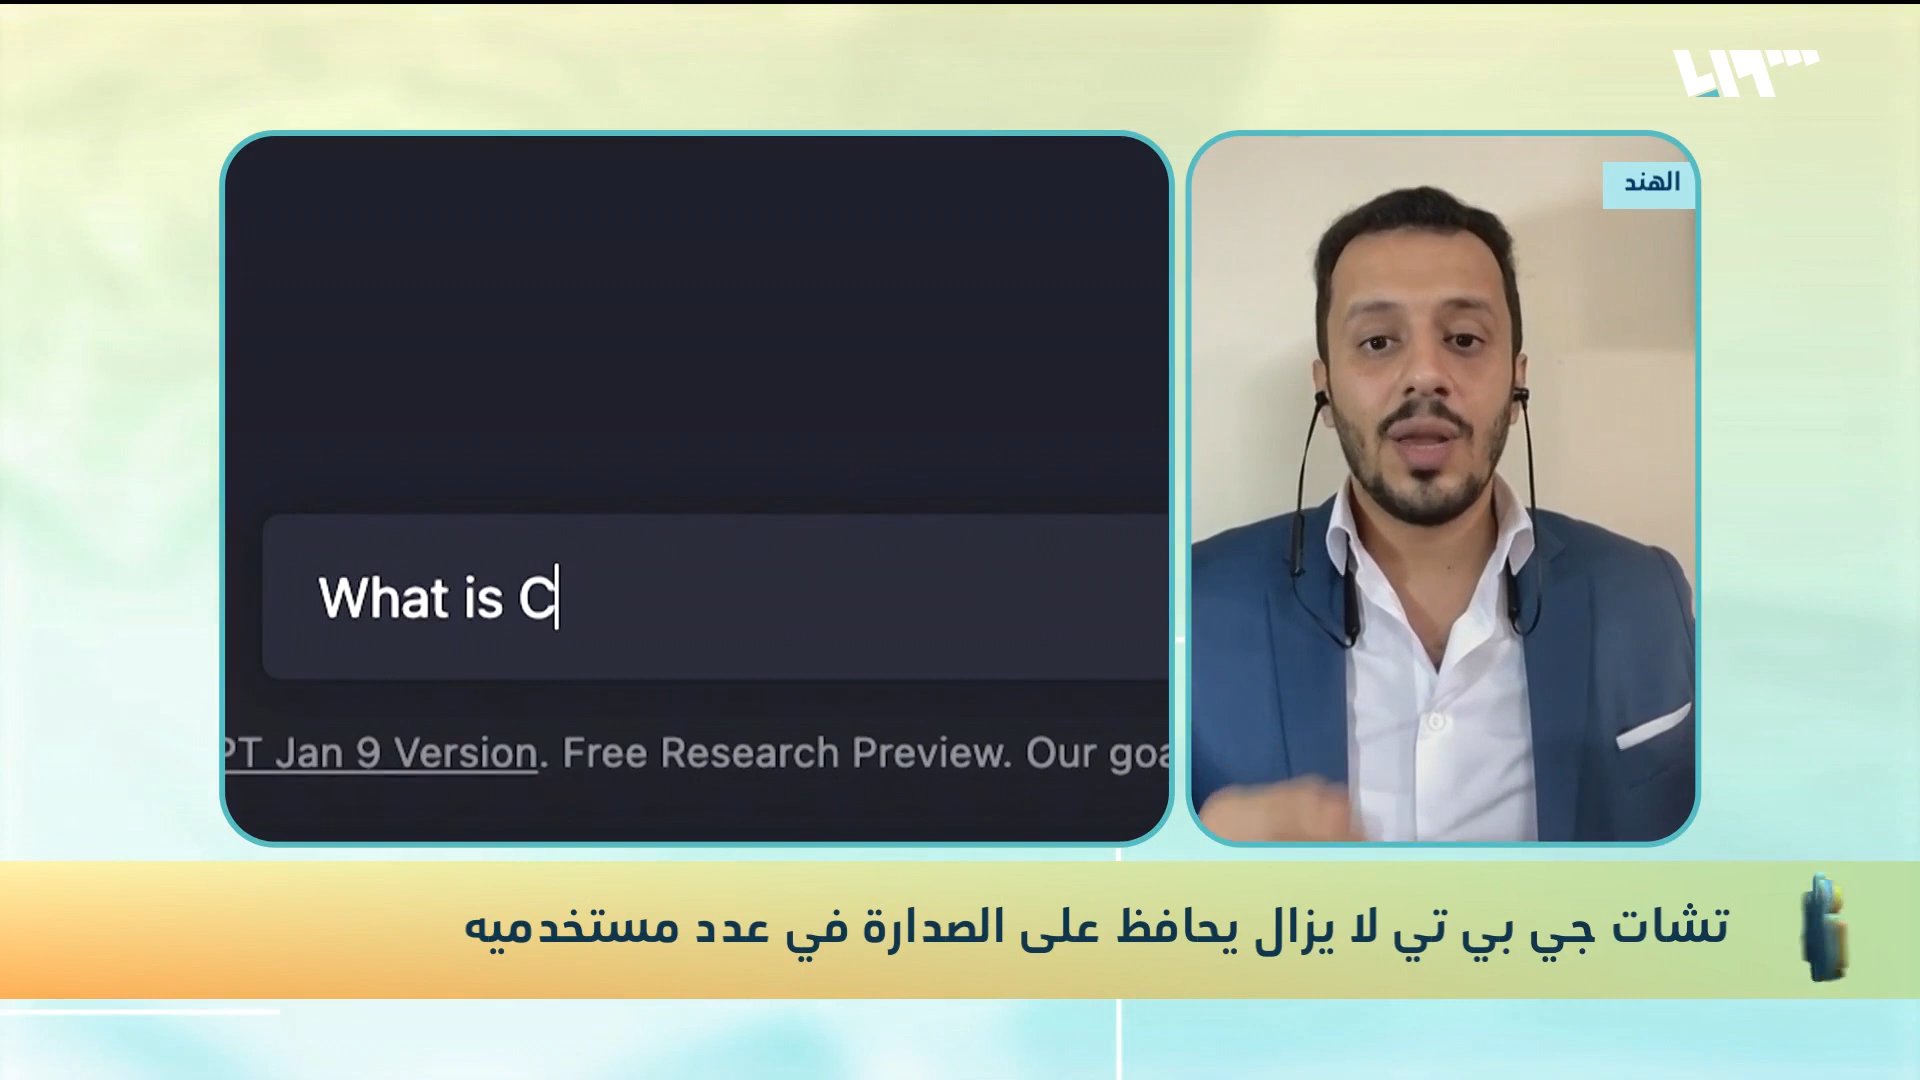 الهند
What is C
PT Jan 9 Version. Free Research Preview. Our goa
تشات جي بي تي لا يزال يحافظ على الصدارة في عدد مستخدميه